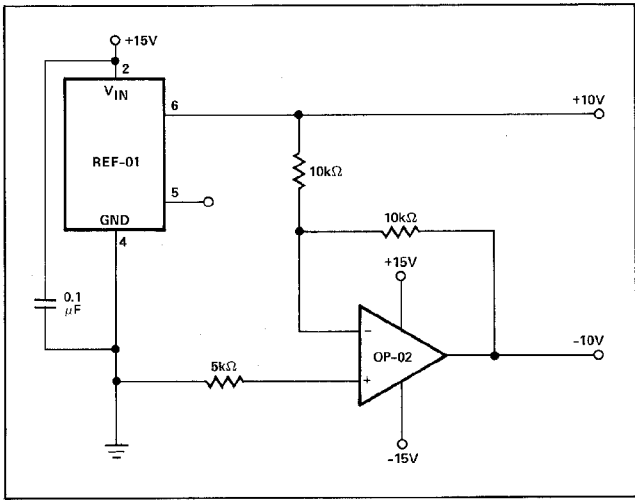 +15V
2
VIN
6
+10V
REF-01
10kΩ
5
10kΩ
GND
4
+15V
0.1
μF
−
OP-02
−10V
5kΩ
+
−15V